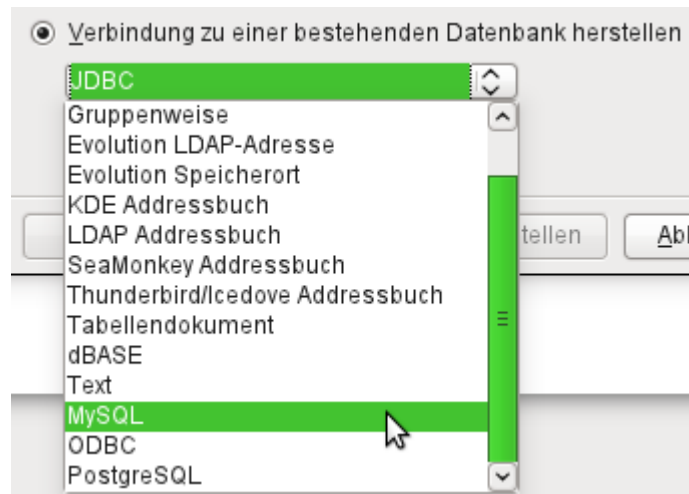 Verbindung zu einer bestehenden Datenbank herstellen
JDBC
Gruppenweise
Evolution LDAP-Adresse
Evolution Speicherort
KDE Addressbuch
LDAP Addressbuch
tellen
Abl
SeaMonkey Addressbuch
Thunderbird/Icedove Addressbuch
Tabellendokument
dBASE
Text
MySQL
ODBC
PostgreSQL